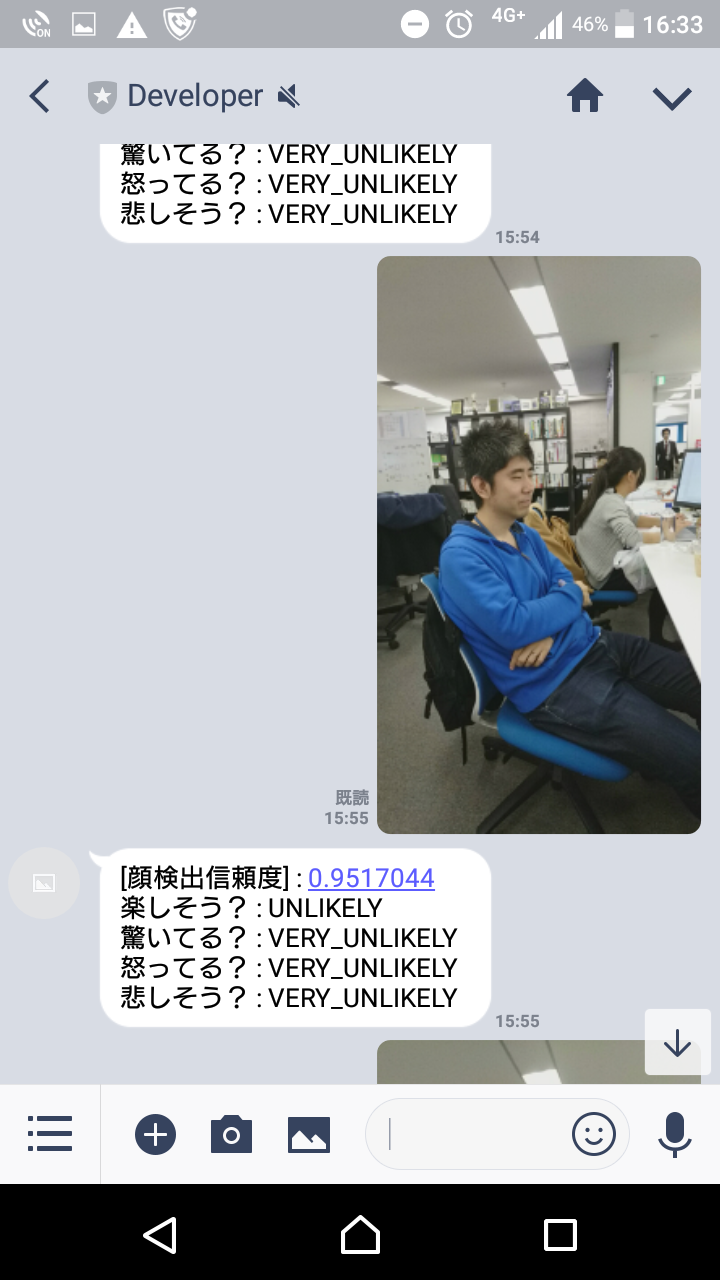 ON
4G+
46%
16:33
Developer
驚いてる？ : VERY_UNLIKELY
怒ってる？ : VERY_UNLIKELY
悲しそう？ : VERY_UNLIKELY
15:54
既読
15:55
[顔検出信頼度] : 0.9517044
楽しそう？ : UNLIKELY
驚いてる？ : VERY_UNLIKELY
怒ってる？ : VERY_UNLIKELY
悲しそう？ : VERY_UNLIKELY
15:55